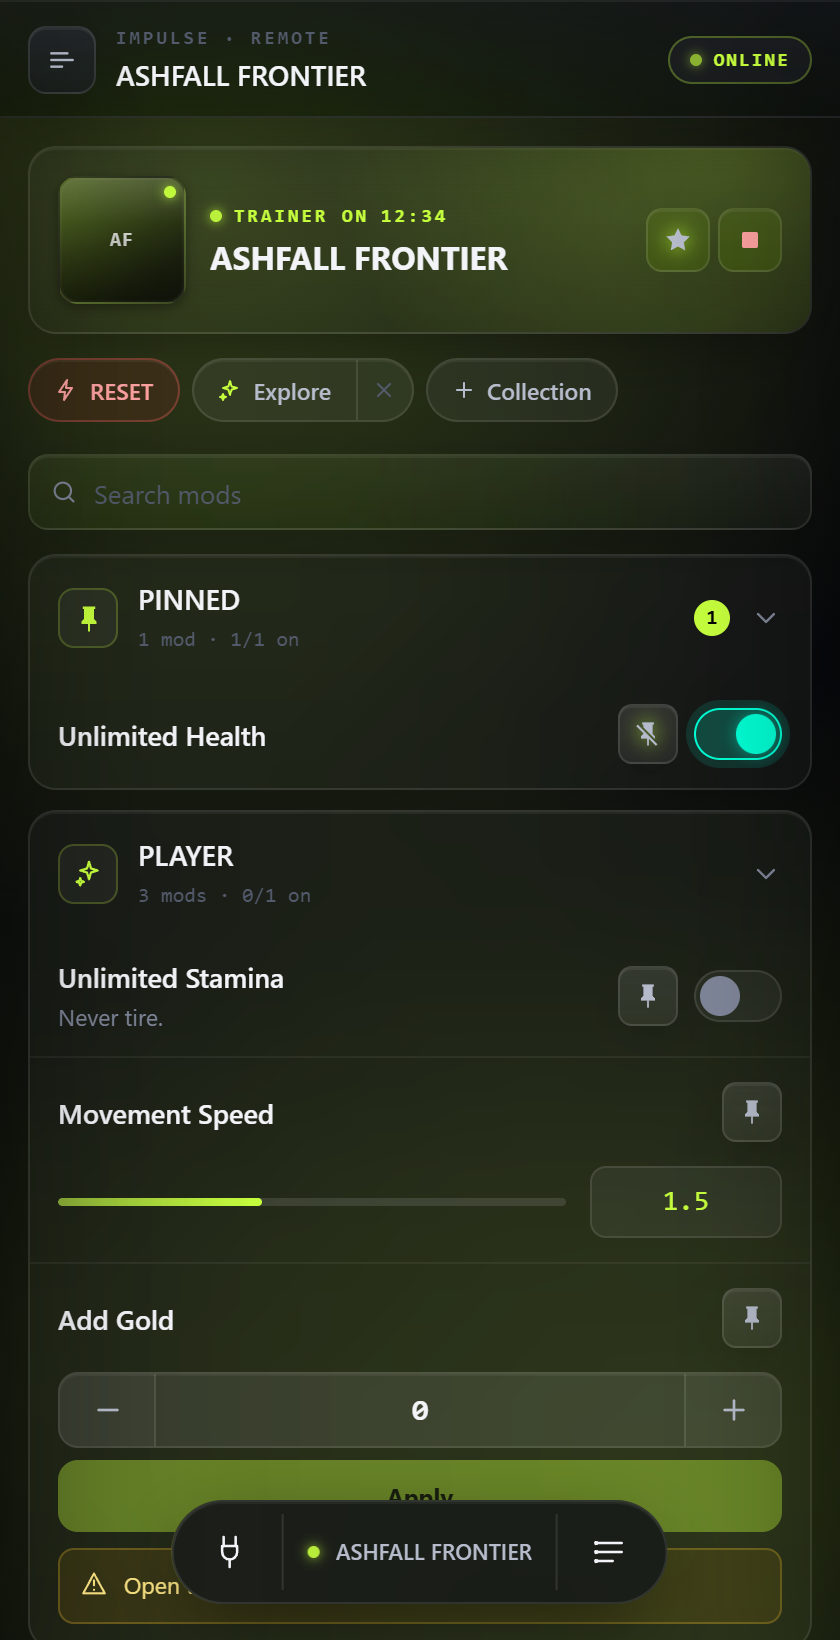 IMPULSE • REMOTE
ASHFALL FRONTIER
ONLINE
AF
TRAINER ON 12:34
ASHFALL FRONTIER
RESET
Explore
Collection
Search mods
PINNED
1 mod · 1/1 on
1
Unlimited Health
PLAYER
3 mods · 0/1 on
Unlimited Stamina
Never tire.
Movement Speed
1.5
Add Gold
0
Apply
Open
ASHFALL FRONTIER